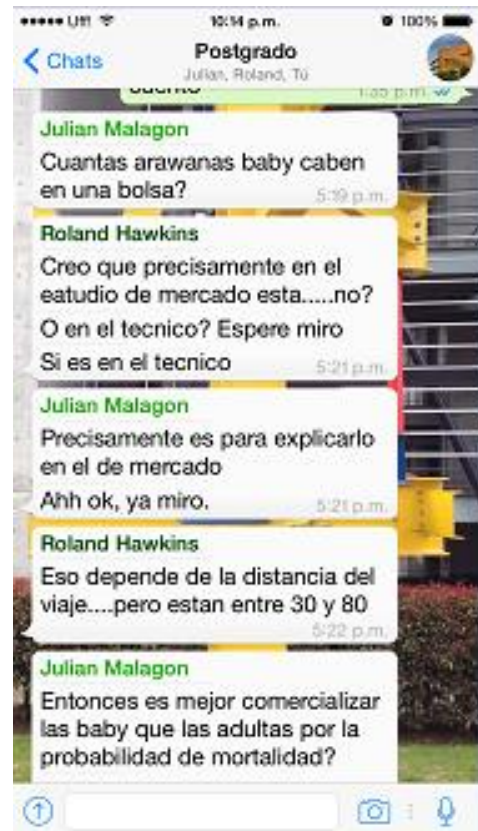 10:14 p.m.
100%
Chats
Postgrado
Julian, Roland, Tú
1:35 p.m.
Julian Malagon
Cuantas arawanas baby caben
en una bolsa?
5:19 p.m.
Roland Hawkins
Creo que precisamente en el
eatudio de mercado esta.....no?
O en el tecnico? Espere miro
Si es en el tecnico
5:21 p.m.
Julian Malagon
Precisamente es para explicarlo
en el de mercado
Ahh ok, ya miro.
5:21 p.m.
Roland Hawkins
Eso depende de la distancia del
viaje....pero estan entre 30 y 80
5:22 p.m.
Julian Malagon
Entonces es mejor comercializar
las baby que las adultas por la
probabilidad de mortalidad?